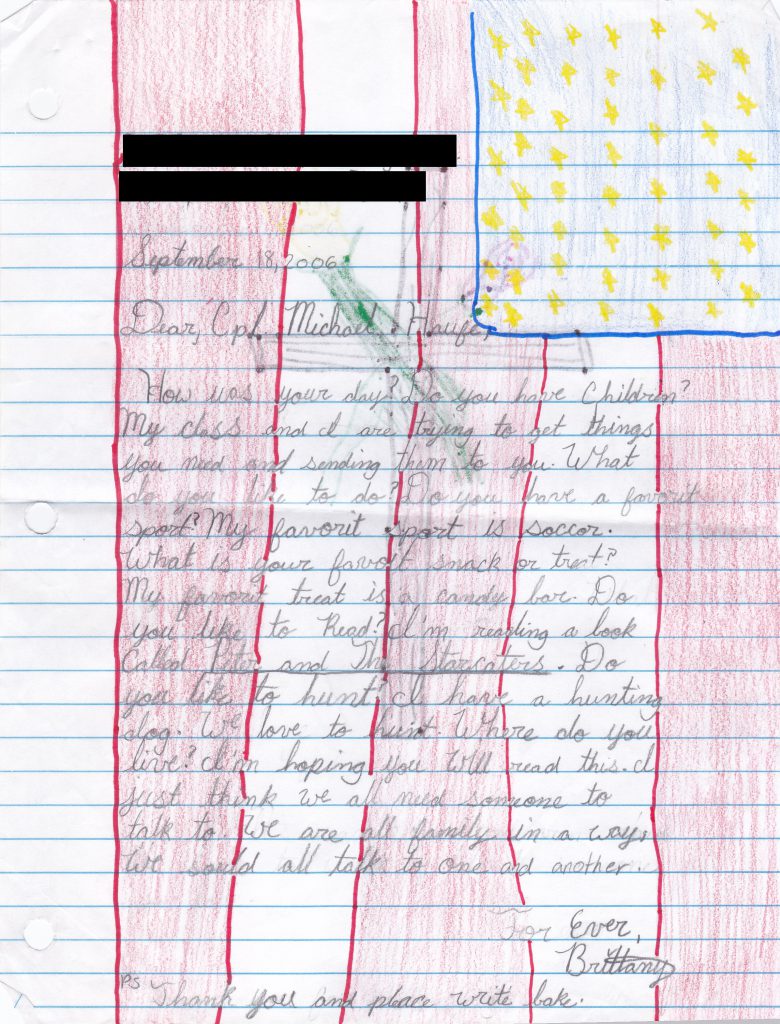 September 18, 2006
Dear, Cpl. Michael Haufe,
How was your day? Do you have Children?
My class and I are trying to get things
you need and sending them to you. What
do you like to do? Do you have a favorit
sport? My favorit sport is soccor.
What is your favoit snack or treat?
My favorit treat is a candy bar. Do
you like to Read? I'm reading a book
Called Peter and The Starcaters. Do
you like to hunt? I have a hunting
dog. We love to hunt. Where do you
live? I'm hoping you will read this. I
just think we all need someone to
talk to. We are all family in a way,
We sould all talk to one and another.
For Ever,
Brittany
PS
Thank you and pleace write bake.